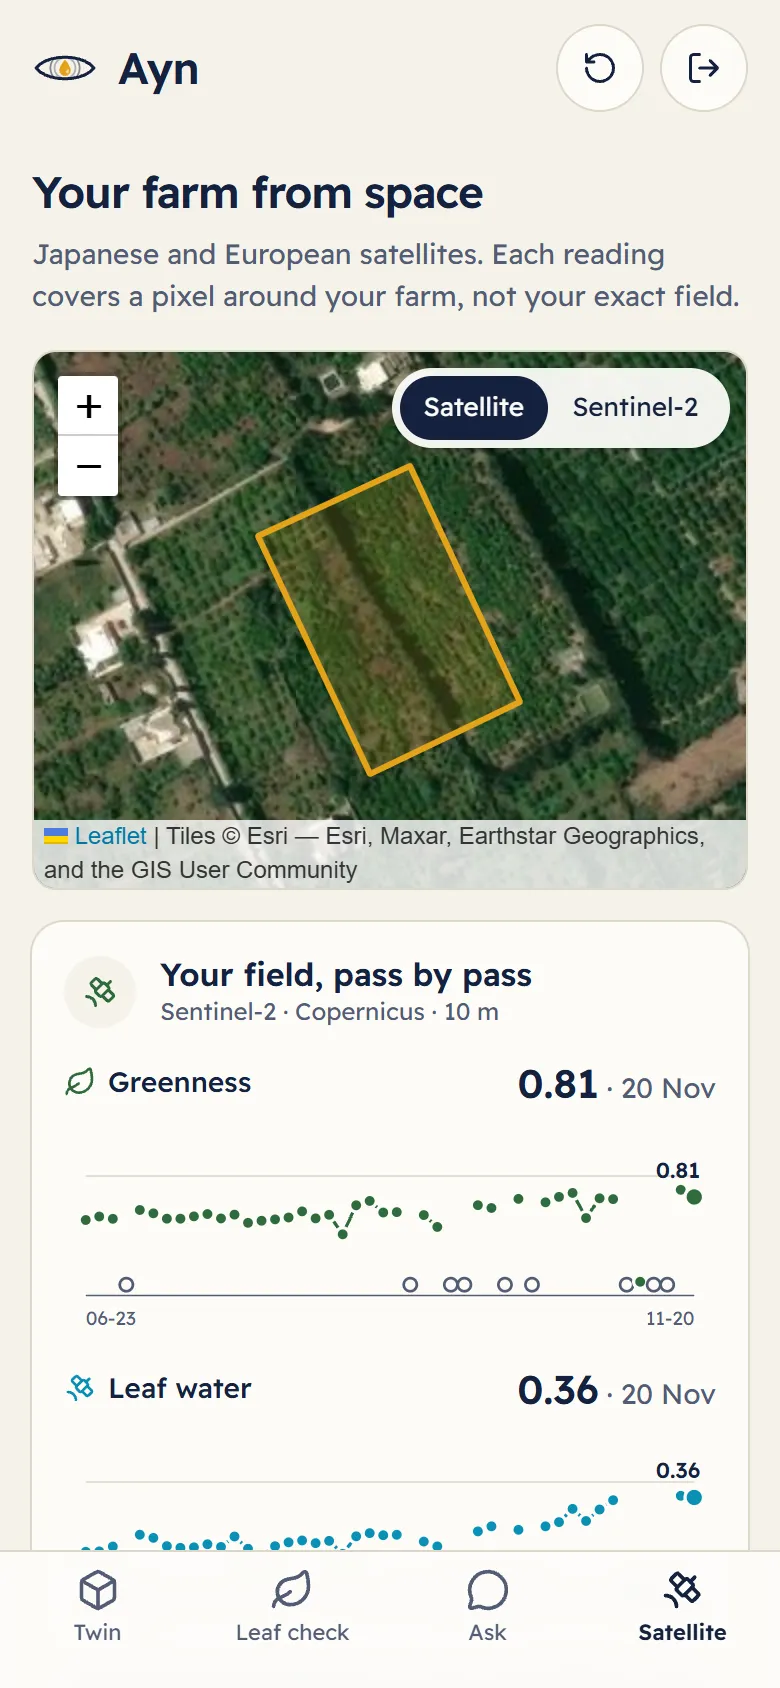 Ayn
Your farm from space
Japanese and European satellites. Each reading
covers a pixel around your farm, not your exact field.
+
Satellite
Sentinel-2
−
Leaflet | Tiles © Esri — Esri, Maxar, Earthstar Geographics,
and the GIS User Community
Your field, pass by pass
Sentinel-2 · Copernicus · 10 m
Greenness
0.81 · 20 Nov
0.81
06-23
11-20
Leaf water
0.36 · 20 Nov
0.36
Twin
Leaf check
Ask
Satellite